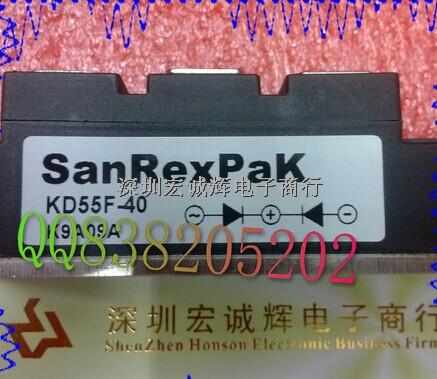 SanRexPaK
深圳宏诚辉电子商行
KD55F-40
~ + -
K9A09A
QQ838205202
深圳宏诚辉电子商行
ShenZhen Honson Electronic Business Firm